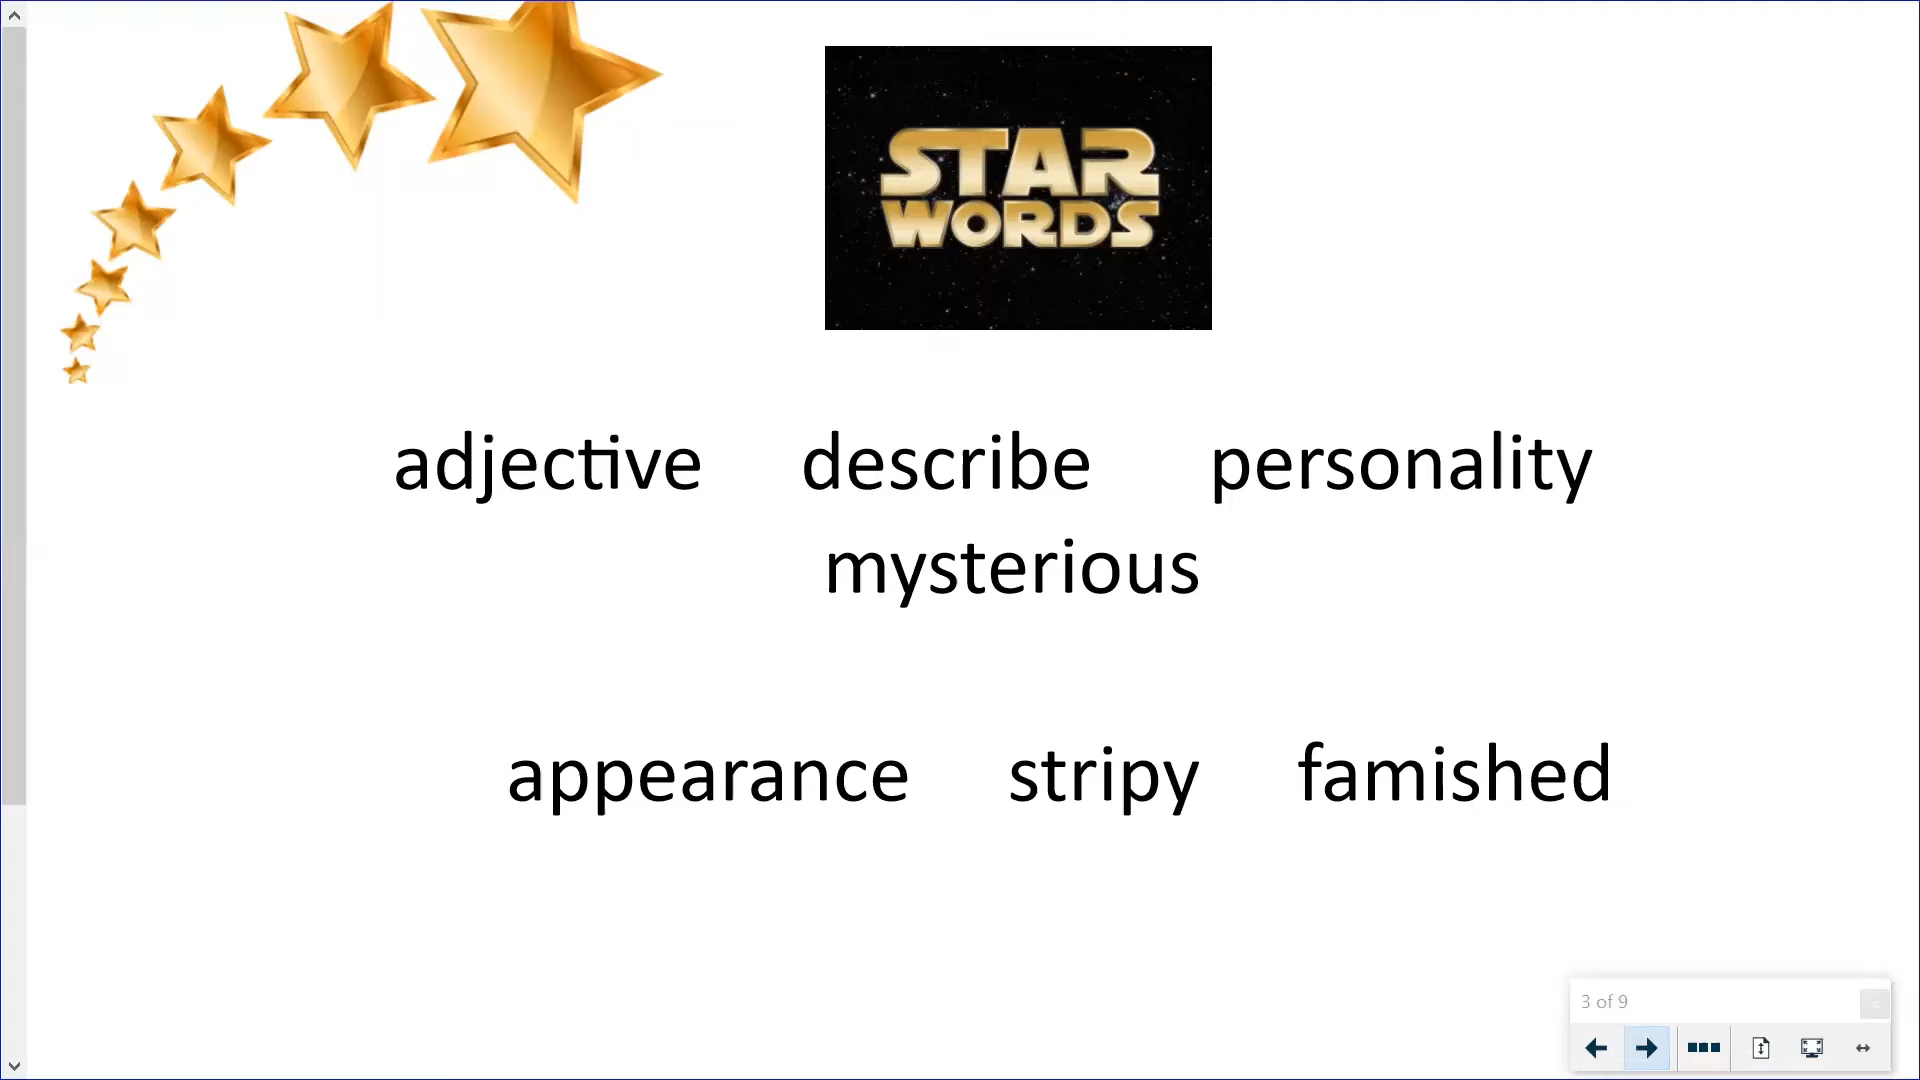 STAR
WORDS
adjective describe personality
mysterious
appearance stripy famished
3 of 9